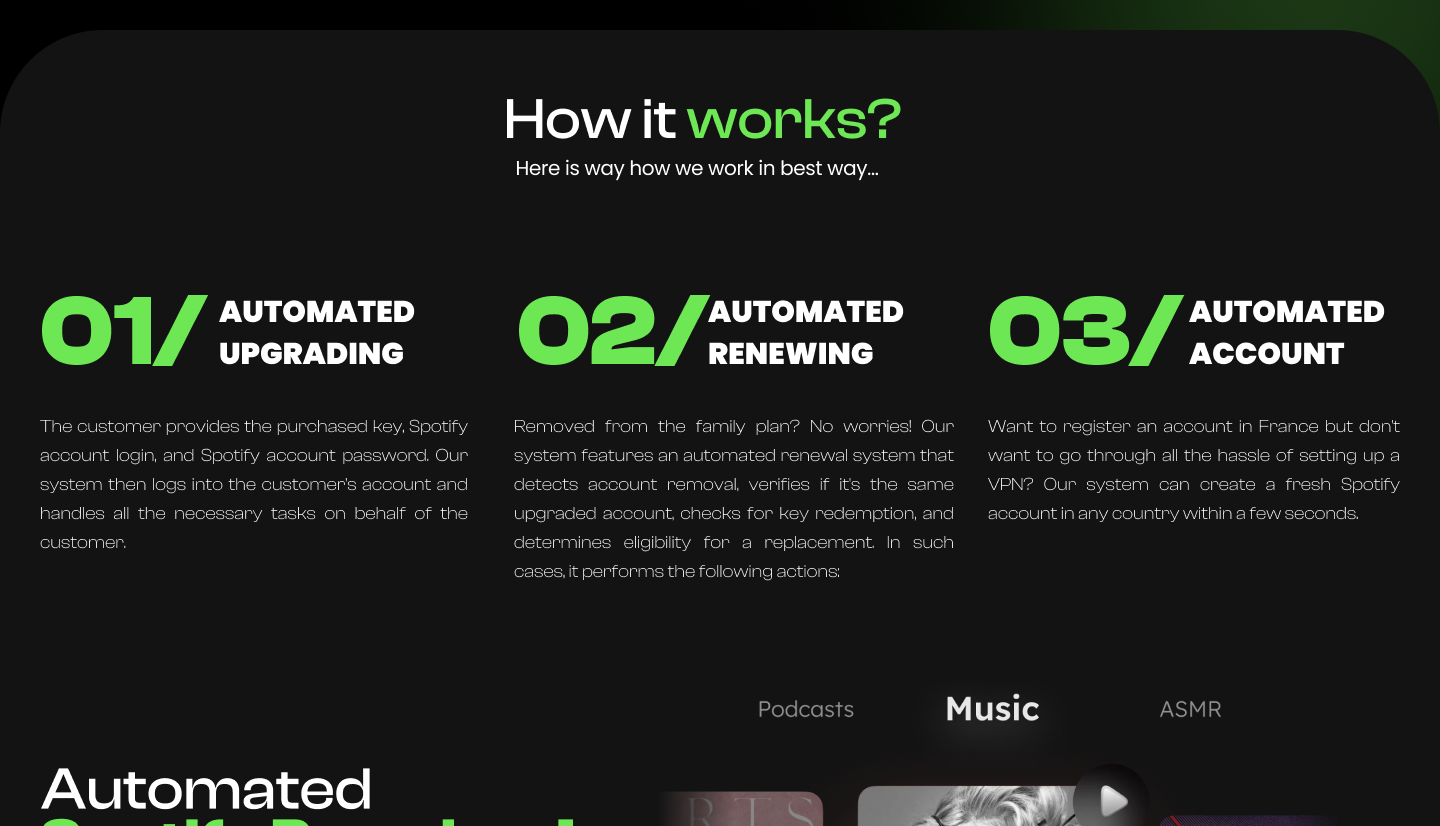 How it works?
Here is way how we work in best way...
01/
AUTOMATED
UPGRADING
The customer provides the purchased key, Spotify
account login, and Spotify account password. Our
system then logs into the customer's account and
handles all the necessary tasks on behalf of the
customer.
02/
AUTOMATED
RENEWING
Removed from the family plan? No worries! Our
system features an automated renewal system that
detects account removal, verifies if it's the same
upgraded account, checks for key redemption, and
determines eligibility for a replacement. In such
cases, it performs the following actions:
03/
AUTOMATED
ACCOUNT
Want to register an account in France but don't
want to go through all the hassle of setting up a
VPN? Our system can create a fresh Spotify
account in any country within a few seconds.
Podcasts
Music
ASMR
Automated